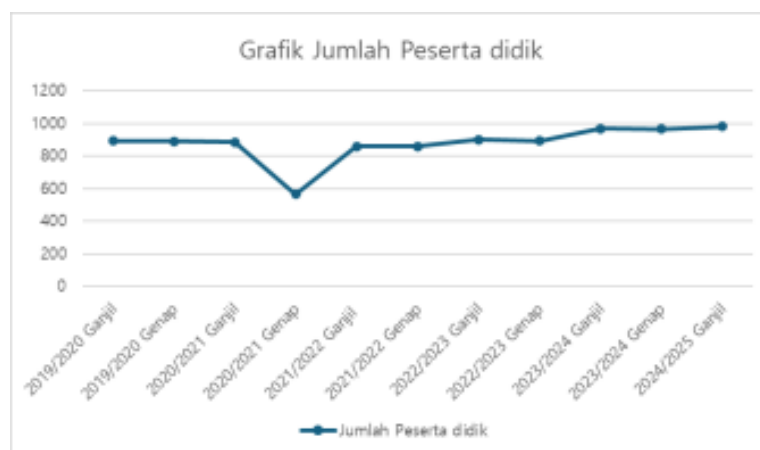 Grafik Jumlah Peserta didik
1200
1000
800
600
400
200
0
2019/2020 Ganjil
2019/2020 Genap
2020/2021 Ganjil
2020/2021 Genap
2021/2022 Ganjil
2021/2022 Genap
2022/2023 Ganjil
2022/2023 Genap
2023/2024 Ganjil
2023/2024 Genap
2024/2025 Ganjil
Jumlah Peserta didik